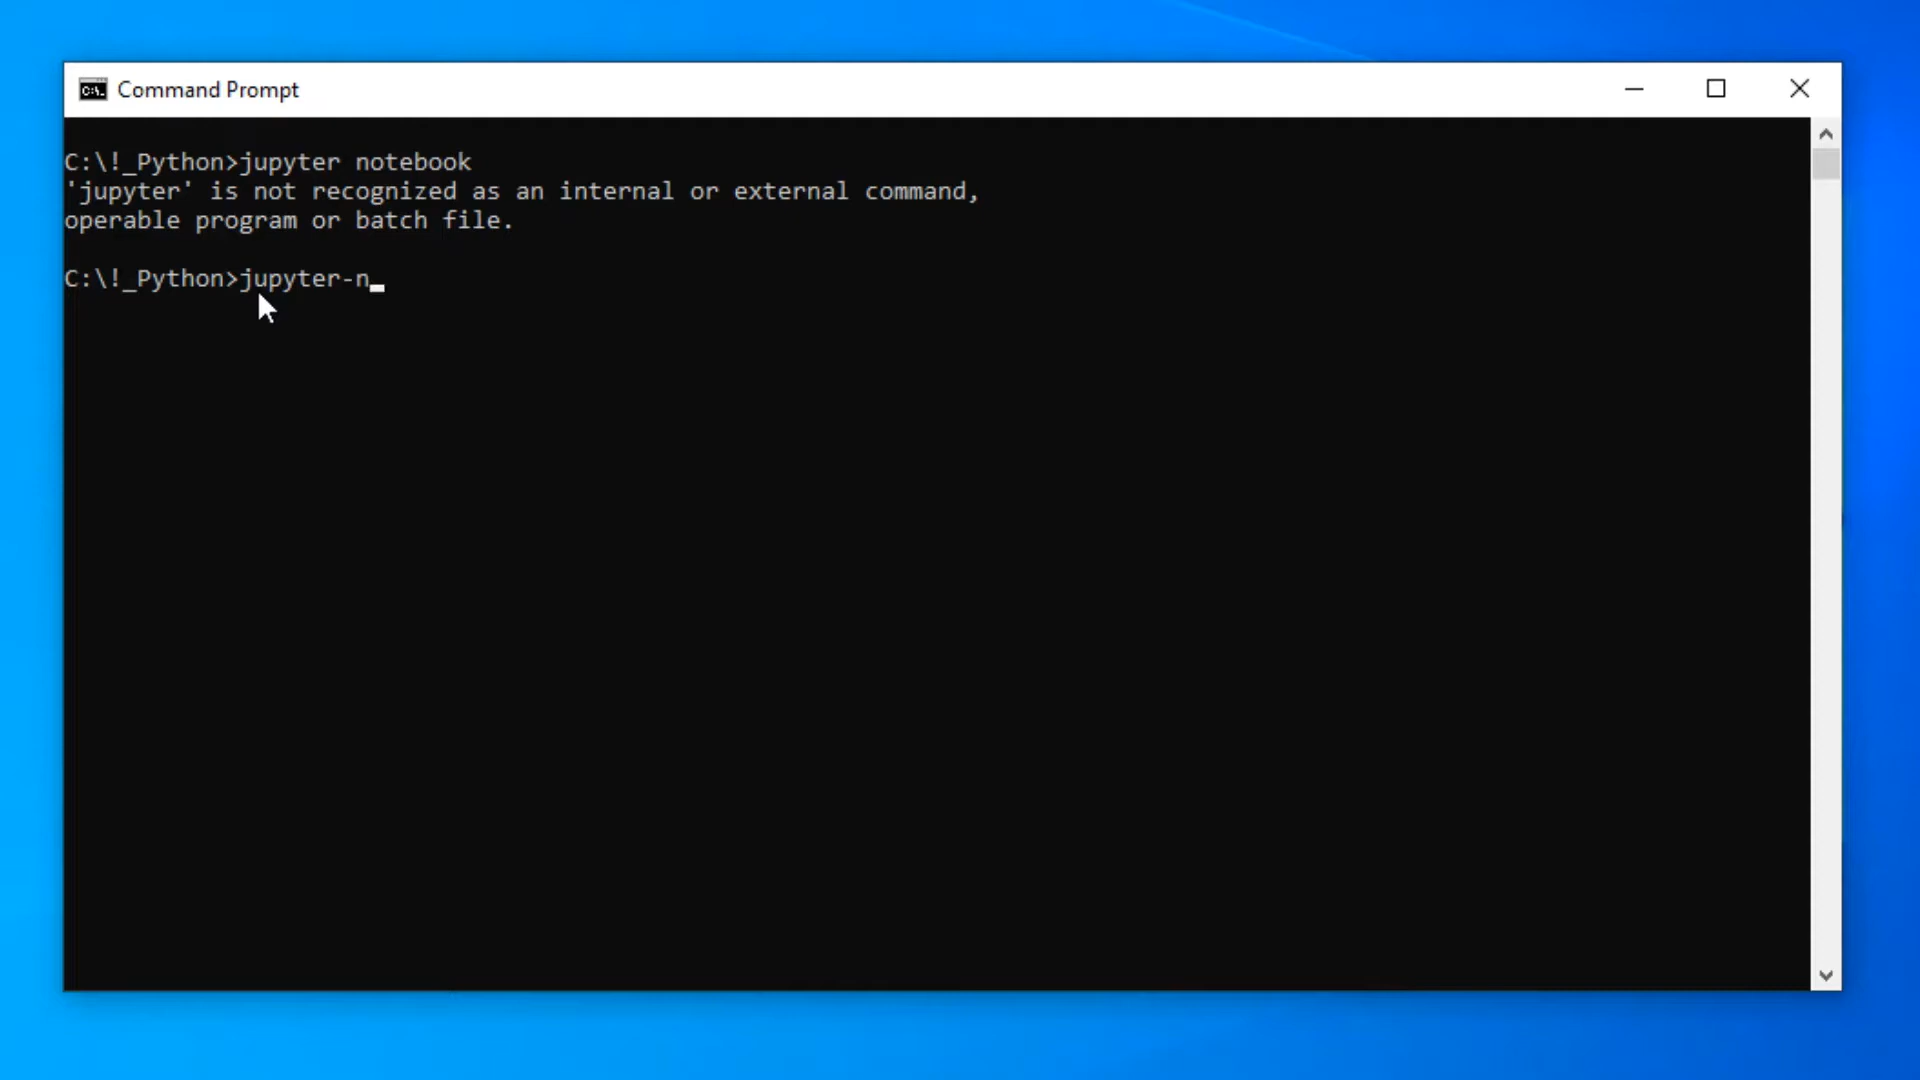 Command Prompt
C:\!_Python>jupyter notebook
'jupyter' is not recognized as an internal or external command,
operable program or batch file.
C:\!_Python>jupyter-n